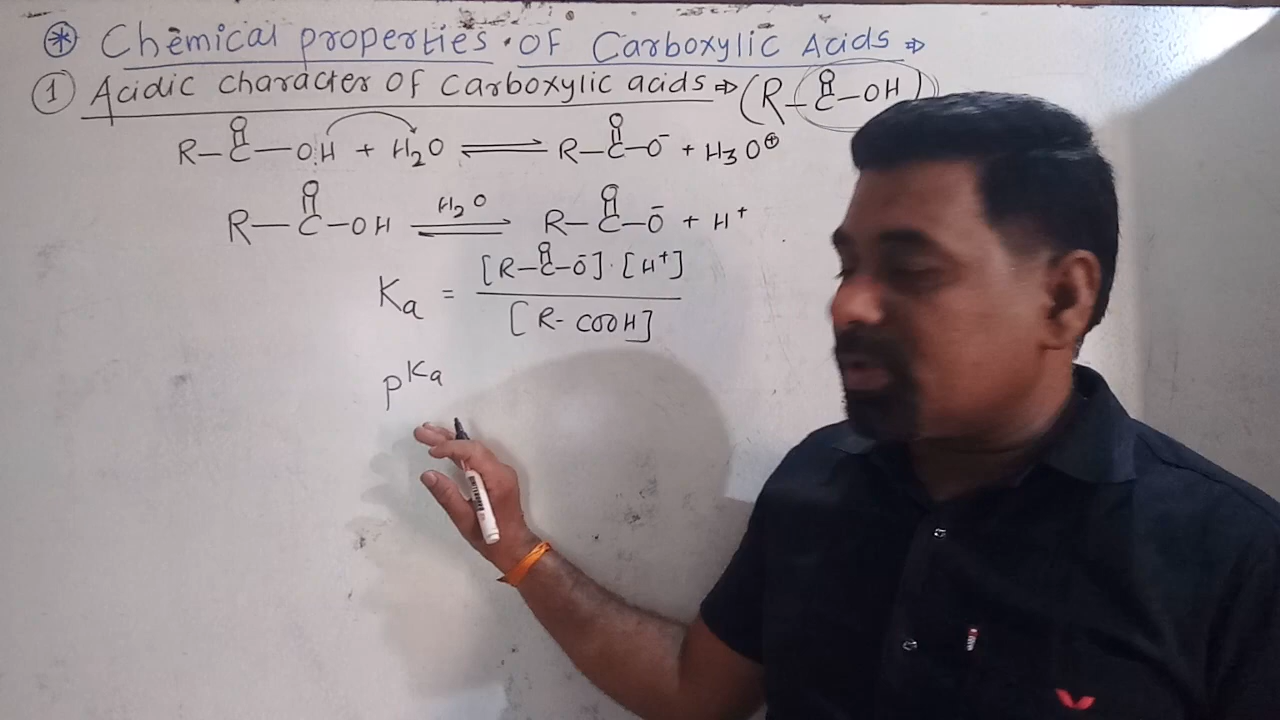 ⊛ Chemical properties of Carboxylic Acids ⇒
① Acidic character of Carboxylic acids ⇒ (R-C(=O)-OH)
R-C(=O)-OH + H₂O ⇌ R-C(=O)-O⁻ + H₃O⊕
R-C(=O)-OH ⇌ (H₂O) R-C(=O)-O⁻ + H⁺
Ka = [R-C(=O)-O⁻]·[H⁺] / [R-COOH]
pKa